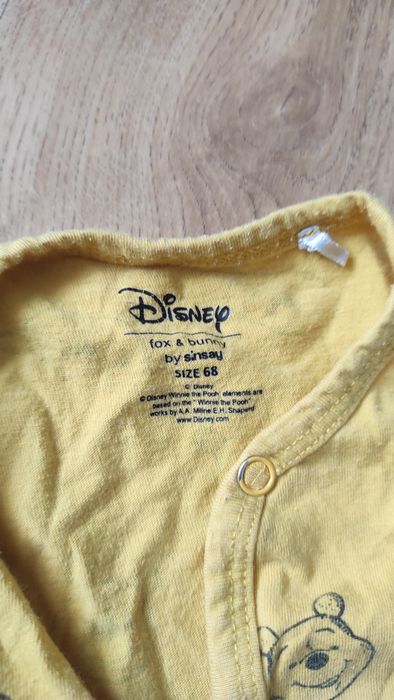 Disney
fox & bunny
by sinsay
SIZE 68
© Disney
© Disney Winnie the Pooh elements are
based on the " Winnie the Pooh"
works by A.A. Milne E.H. Shepard
www.Disney.com